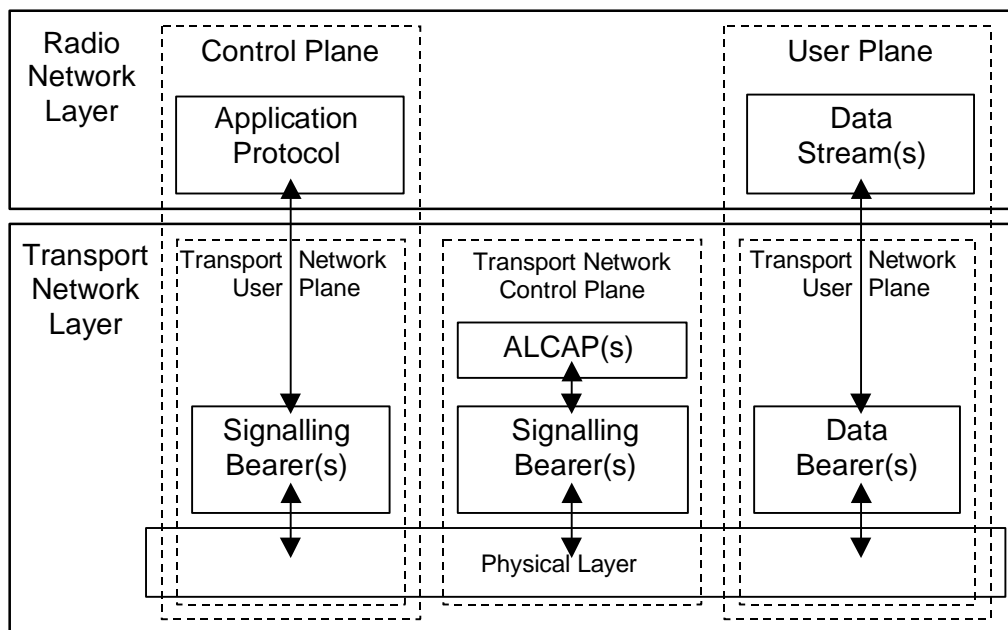 Radio
Network
Layer
Control Plane
User Plane
Application
Protocol
Data
Stream(s)
Transport
Network
Layer
Transport Network
User Plane
Transport Network
Control Plane
Transport Network
User Plane
ALCAP(s)
Signalling
Bearer(s)
Signalling
Bearer(s)
Data
Bearer(s)
Physical Layer